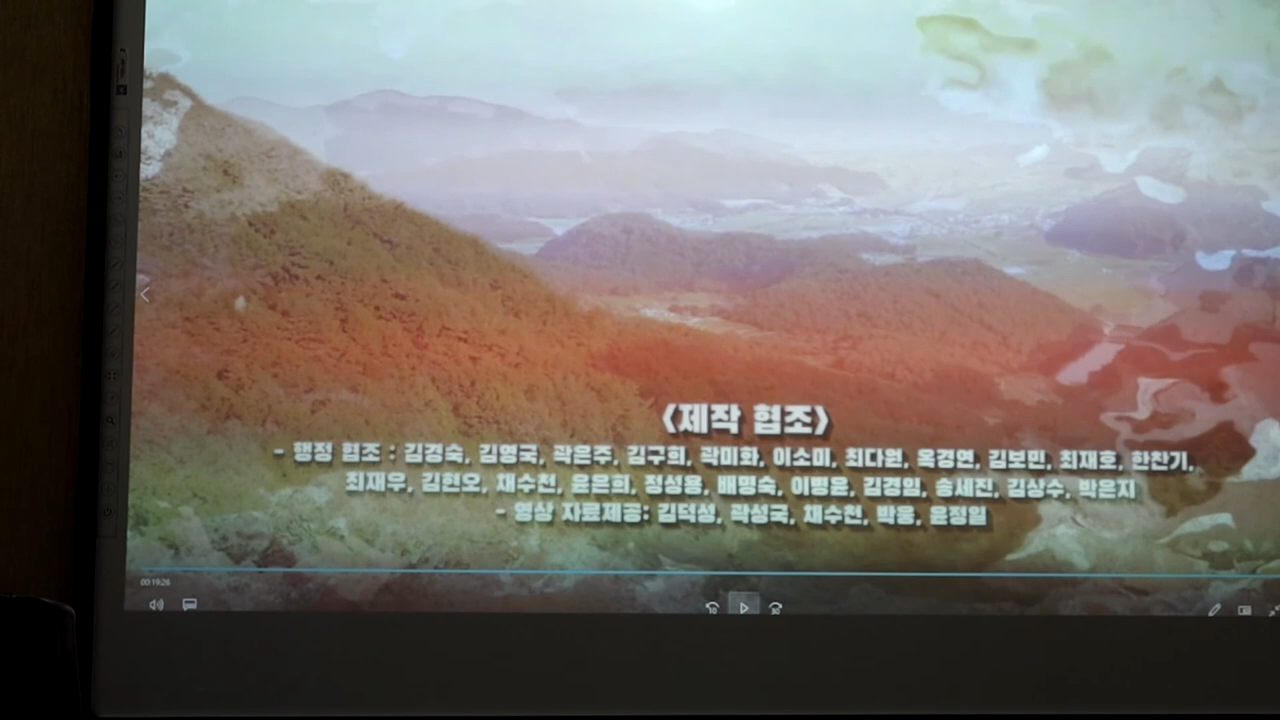 《제작 협조》
- 행정 협조 : 김경숙, 김영국, 곽은주, 김구희, 곽미화, 이소미, 최다원, 옥경연, 김보민, 최재호, 한찬기,
최재우, 김현오, 채수천, 윤은희, 정성용, 배명숙, 이병윤, 김경임, 송세진, 김상수, 박은지
- 영상 자료제공: 김덕성, 곽성국, 채수천, 박웅, 윤정일
00:19:26
10 30